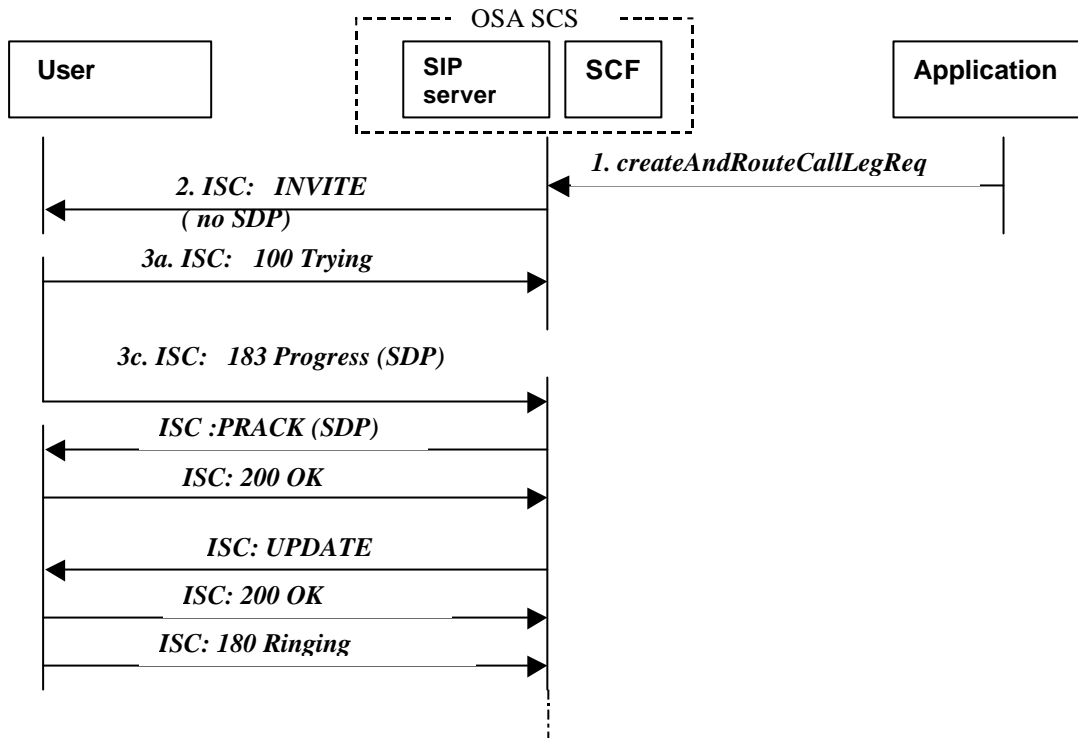 OSA SCS
User
SIP
server
SCF
Application
1. createAndRouteCallLegReq
2. ISC: INVITE
( no SDP)
3a. ISC: 100 Trying
3c. ISC: 183 Progress (SDP)
ISC :PRACK (SDP)
ISC: 200 OK
ISC: UPDATE
ISC: 200 OK
ISC: 180 Ringing